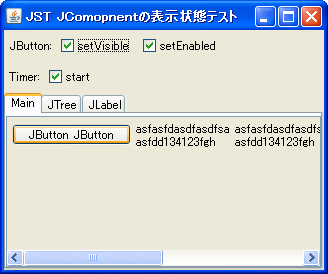 JST JComopnentの表示状態テスト
JButton: setVisible setEnabled
Timer: start
Main JTree JLabel
JButton JButton asfasfdasdfasdfsa asfasfdasdfasdfs
asfdd134123fgh asfdd134123fgh